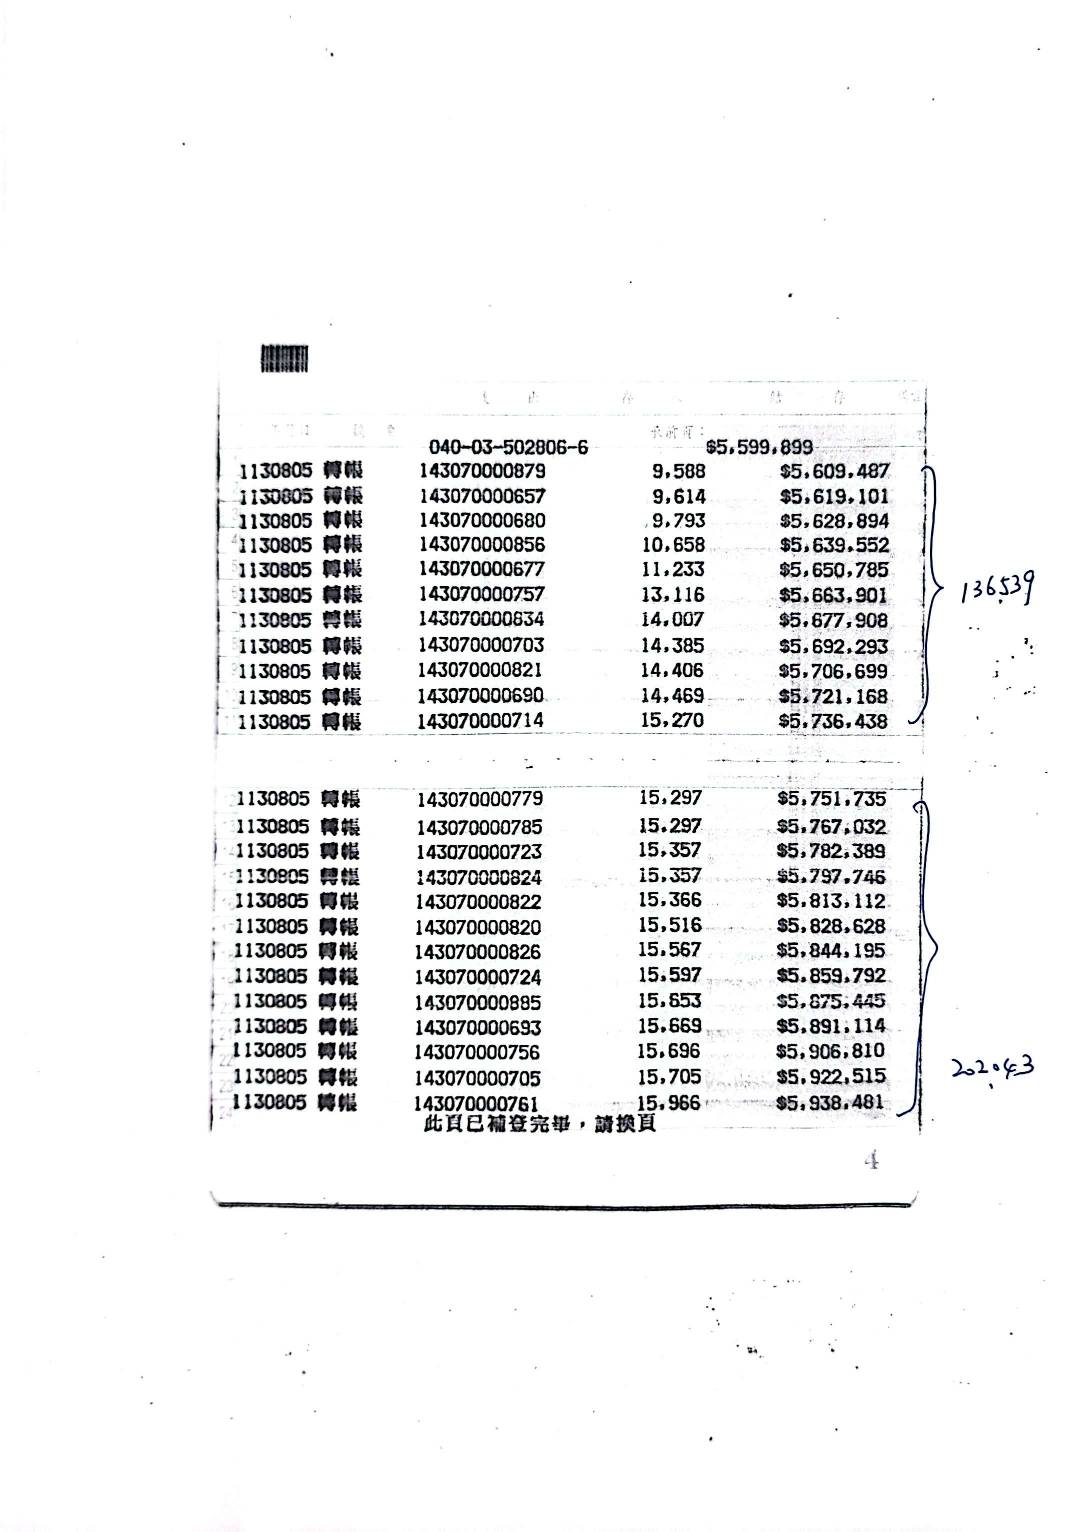 承前頁:
040-03-502806-6 $5,599,899
1130805 轉帳 143070000879 9,588 $5,609,487
1130805 轉帳 143070000657 9,614 $5,619,101
1130805 轉帳 143070000680 9,793 $5,628,894
1130805 轉帳 143070000856 10,658 $5,639,552
1130805 轉帳 143070000677 11,233 $5,650,785
1130805 轉帳 143070000757 13,116 $5,663,901
136,539
1130805 轉帳 143070000834 14,007 $5,677,908
1130805 轉帳 143070000703 14,385 $5,692,293
1130805 轉帳 143070000821 14,406 $5,706,699
1130805 轉帳 143070000690 14,469 $5,721,168
1130805 轉帳 143070000714 15,270 $5,736,438
1130805 轉帳 143070000779 15,297 $5,751,735
1130805 轉帳 143070000785 15,297 $5,767,032
1130805 轉帳 143070000723 15,357 $5,782,389
1130805 轉帳 143070000824 15,357 $5,797,746
1130805 轉帳 143070000822 15,366 $5,813,112
1130805 轉帳 143070000820 15,516 $5,828,628
1130805 轉帳 143070000826 15,567 $5,844,195
1130805 轉帳 143070000724 15,597 $5,859,792
1130805 轉帳 143070000885 15,653 $5,875,445
1130805 轉帳 143070000693 15,669 $5,891,114
1130805 轉帳 143070000756 15,696 $5,906,810
1130805 轉帳 143070000705 15,705 $5,922,515
202,043
1130805 轉帳 143070000761 15,966 $5,938,481
此頁已補登完畢,請換頁
4